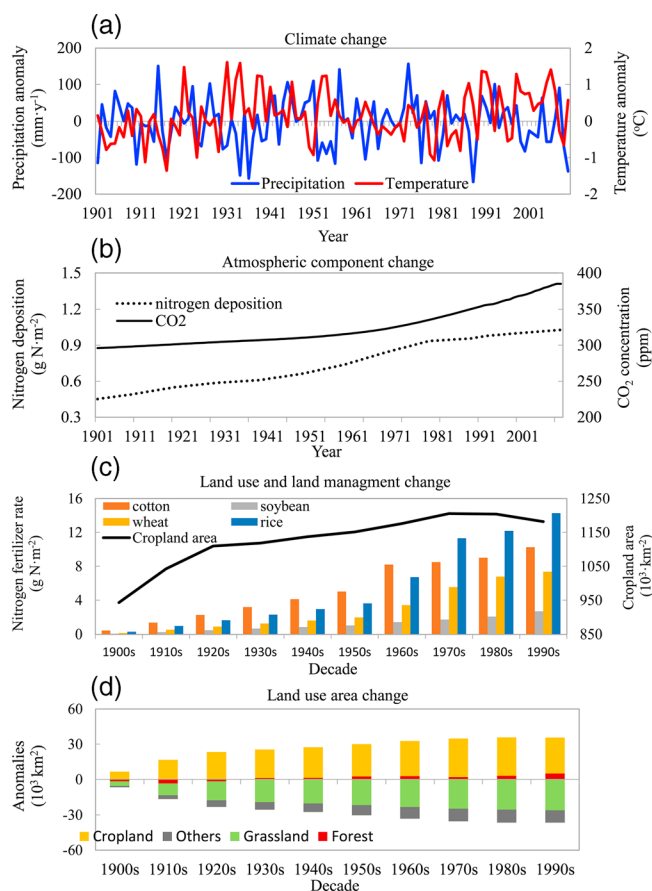 (a)
Climate change
Precipitation anomaly
(mm·y-1)
200
100
0
-100
-200
2
1
0
-1
-2
Temperature anomaly
(oC)
Precipitation
Temperature
1901 1911 1921 1931 1941 1951 1961 1971 1981 1991 2001
Year
(b)
Atmospheric component change
Nitrogen deposition
(g N·m-2)
1.5
1.2
0.9
0.6
0.3
nitrogen deposition
CO2
400
350
300
250
200
CO2 concentration
(ppm)
1901 1911 1921 1931 1941 1951 1961 1971 1981 1991 2001
Year
(c)
Land use and land managment change
Nitrogen fertilizer rate
(g N·m-2)
16
12
8
4
0
cotton soybean
wheat rice
Cropland area
1250
1150
1050
950
850
Cropland area
(10³·km²)
1900s 1910s 1920s 1930s 1940s 1950s 1960s 1970s 1980s 1990s
Decade
(d)
Land use area change
Anomalies
(10³ km²)
60
30
0
-30
-60
Cropland Others Grassland Forest
1900s 1910s 1920s 1930s 1940s 1950s 1960s 1970s 1980s 1990s
Decade